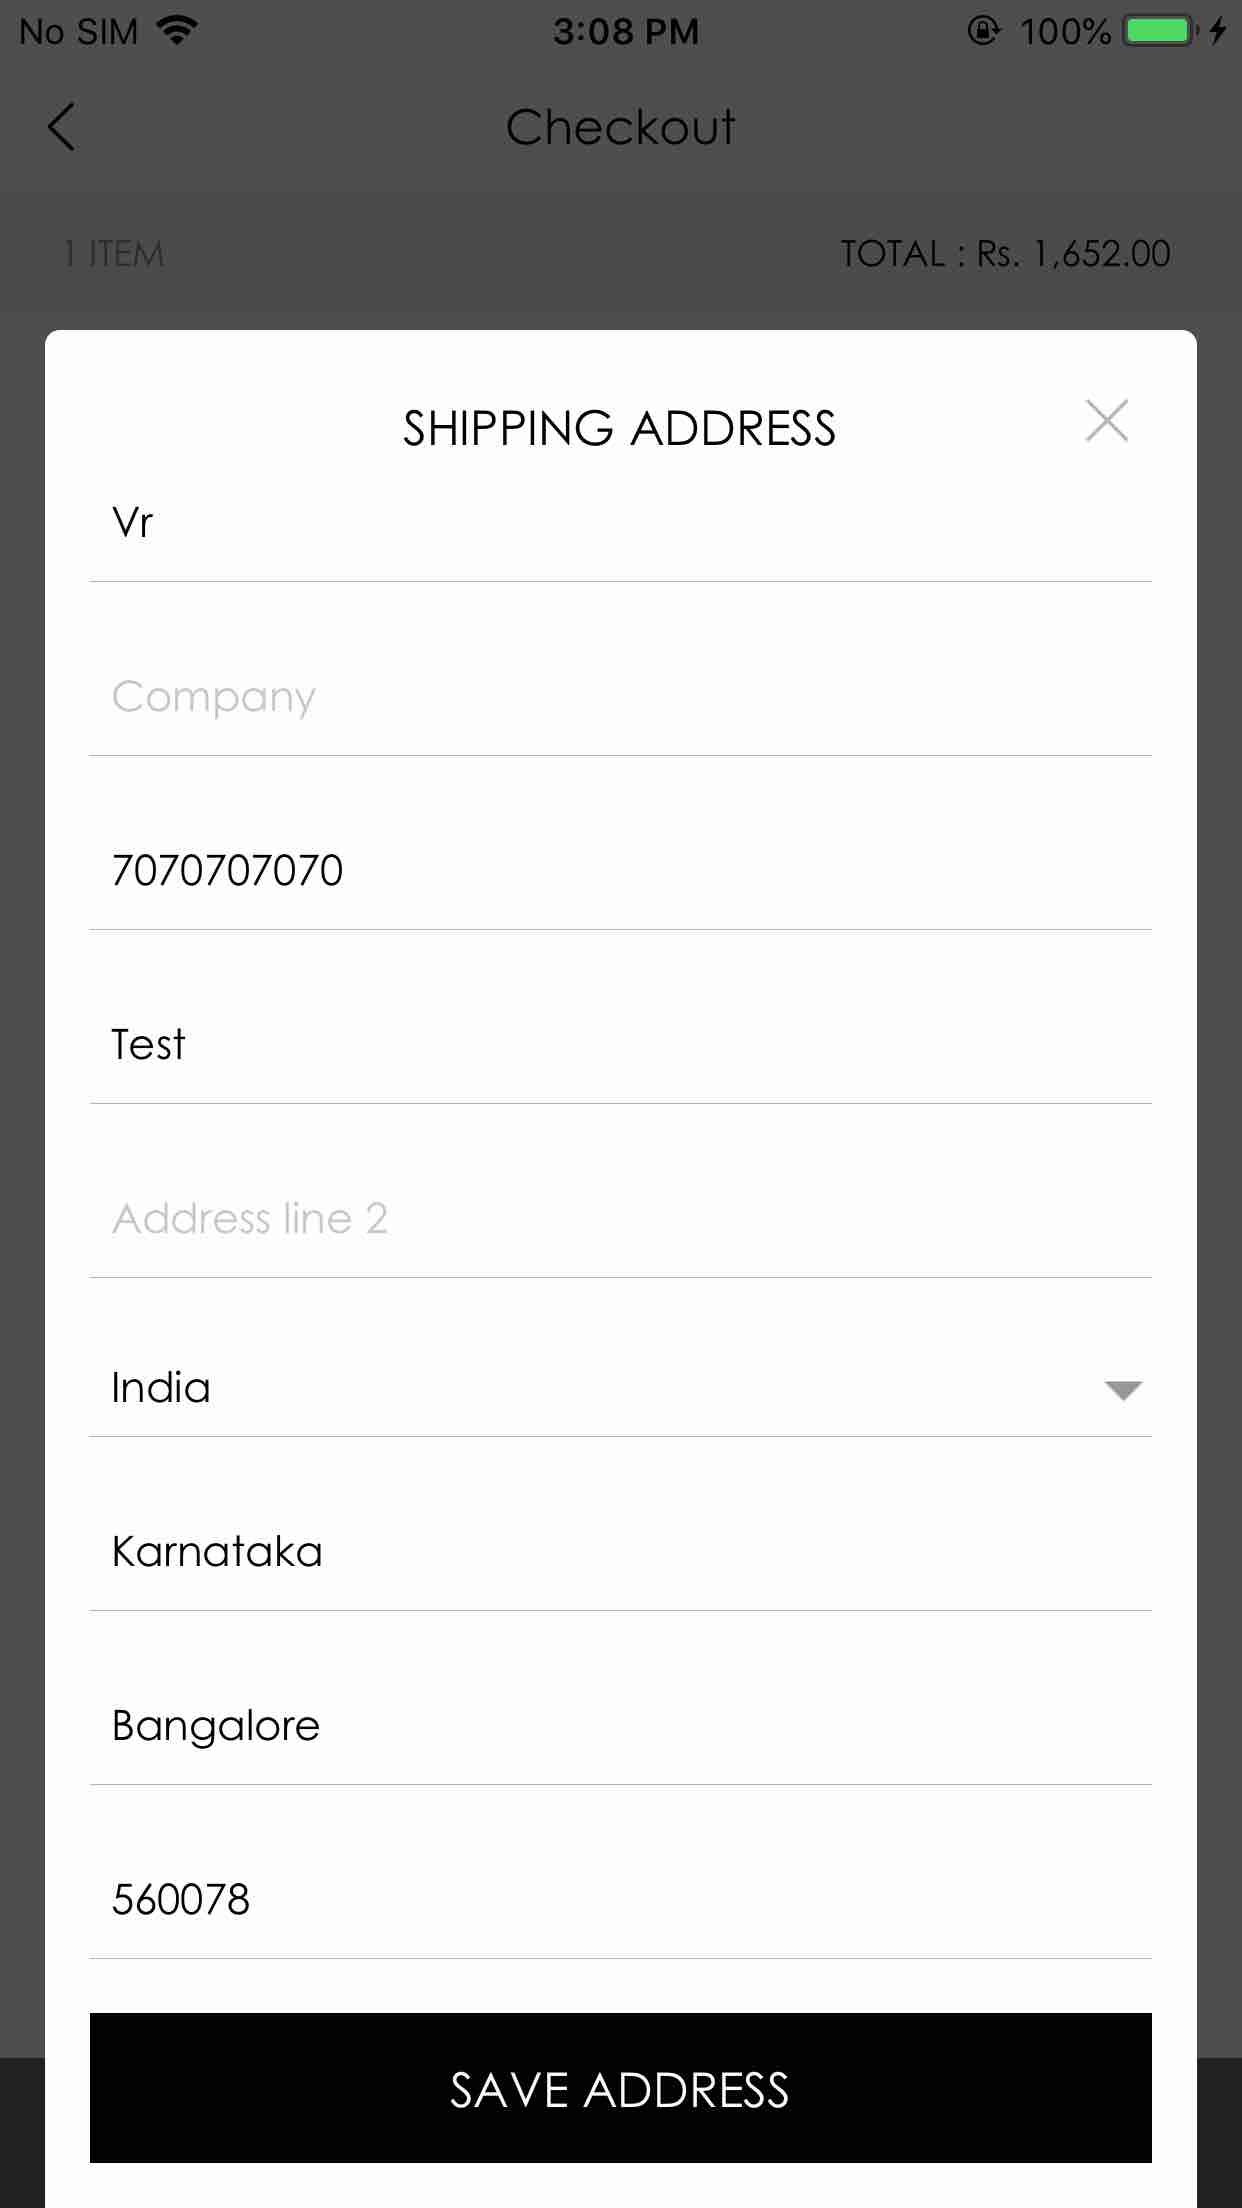 No SIM 3:08 PM 100%
Checkout
1 ITEM TOTAL : Rs. 1,652.00
SHIPPING ADDRESS
Vr
Company
7070707070
Test
Address line 2
India
Karnataka
Bangalore
560078
SAVE ADDRESS